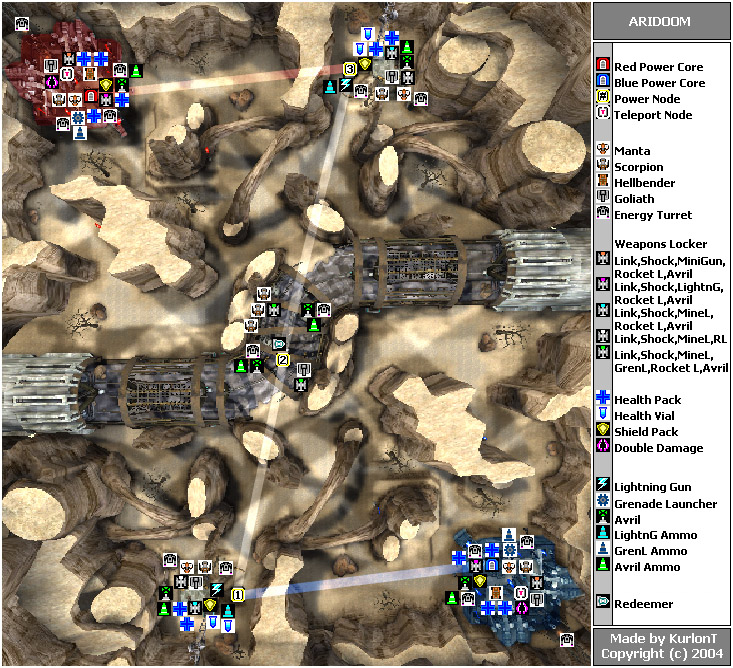 ARIDOOM
Red Power Core
Blue Power Core
Power Node
Teleport Node
Manta
Scorpion
Hellbender
Goliath
Energy Turret
Weapons Locker
Link,Shock,MiniGun,
Rocket L,Avril
Link,Shock,LightnG,
Rocket L,Avril
Link,Shock,MineL,
Rocket L,Avril
Link,Shock,MineL,RL
Link,Shock,MineL,
GrenL,Rocket L,Avril
Health Pack
Health Vial
Shield Pack
Double Damage
Lightning Gun
Grenade Launcher
Avril
LightnG Ammo
GrenL Ammo
Avril Ammo
Redeemer
Made by KurlonT
Copyright (c) 2004
3
2
1